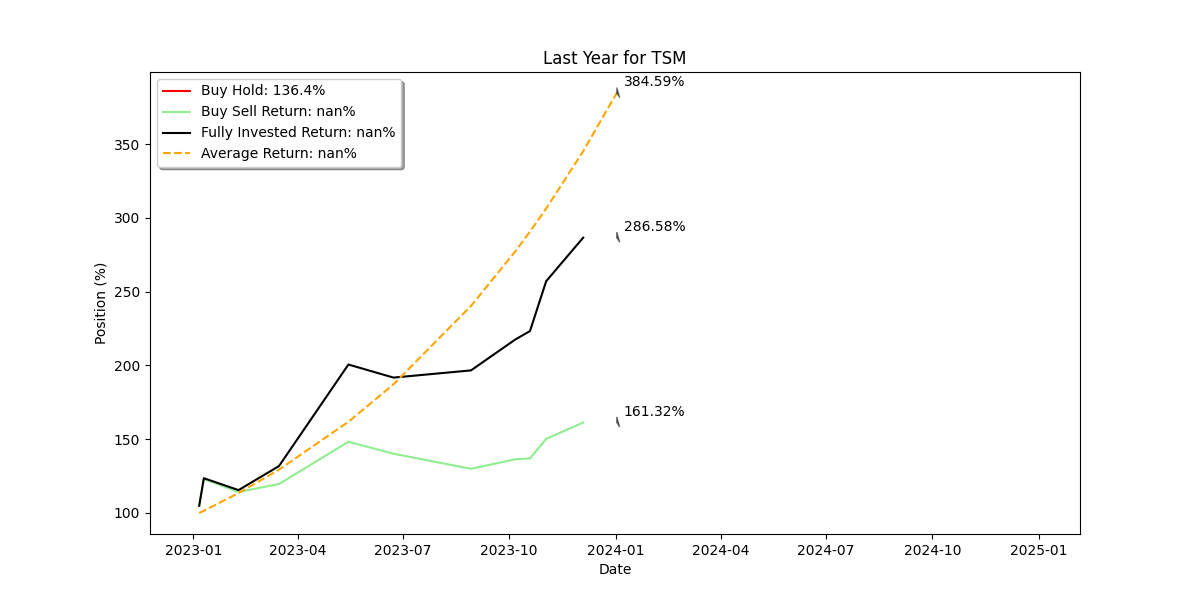 Last Year for TSM
Buy Hold: 136.4%
Buy Sell Return: nan%
Fully Invested Return: nan%
Average Return: nan%
384.59%
286.58%
161.32%
Position (%)
350
300
250
200
150
100
2023-01 2023-04 2023-07 2023-10 2024-01 2024-04 2024-07 2024-10 2025-01
Date